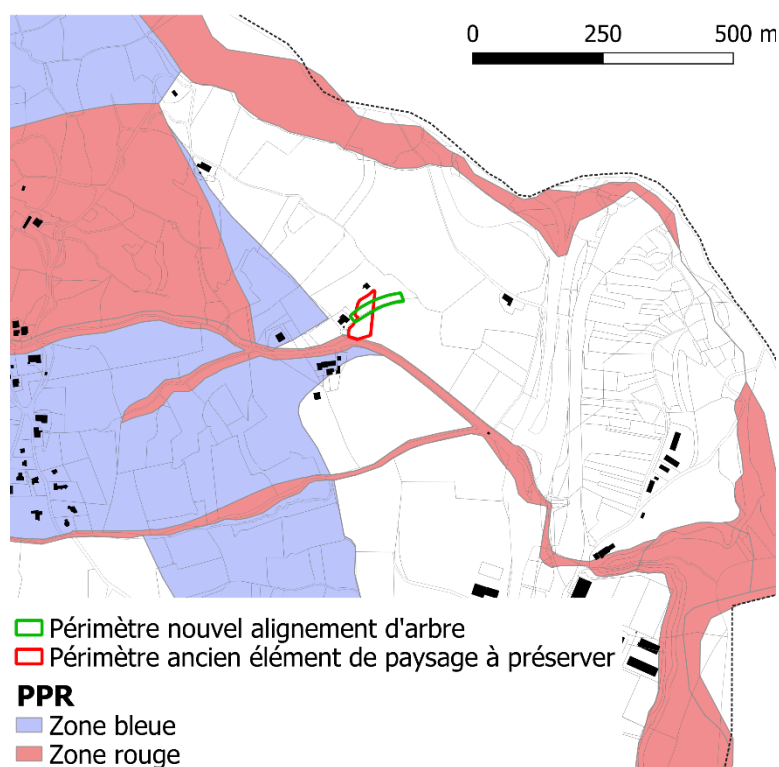 0 250 500 m
Périmètre nouvel alignement d'arbre
Périmètre ancien élément de paysage à préserver
PPR
Zone bleue
Zone rouge